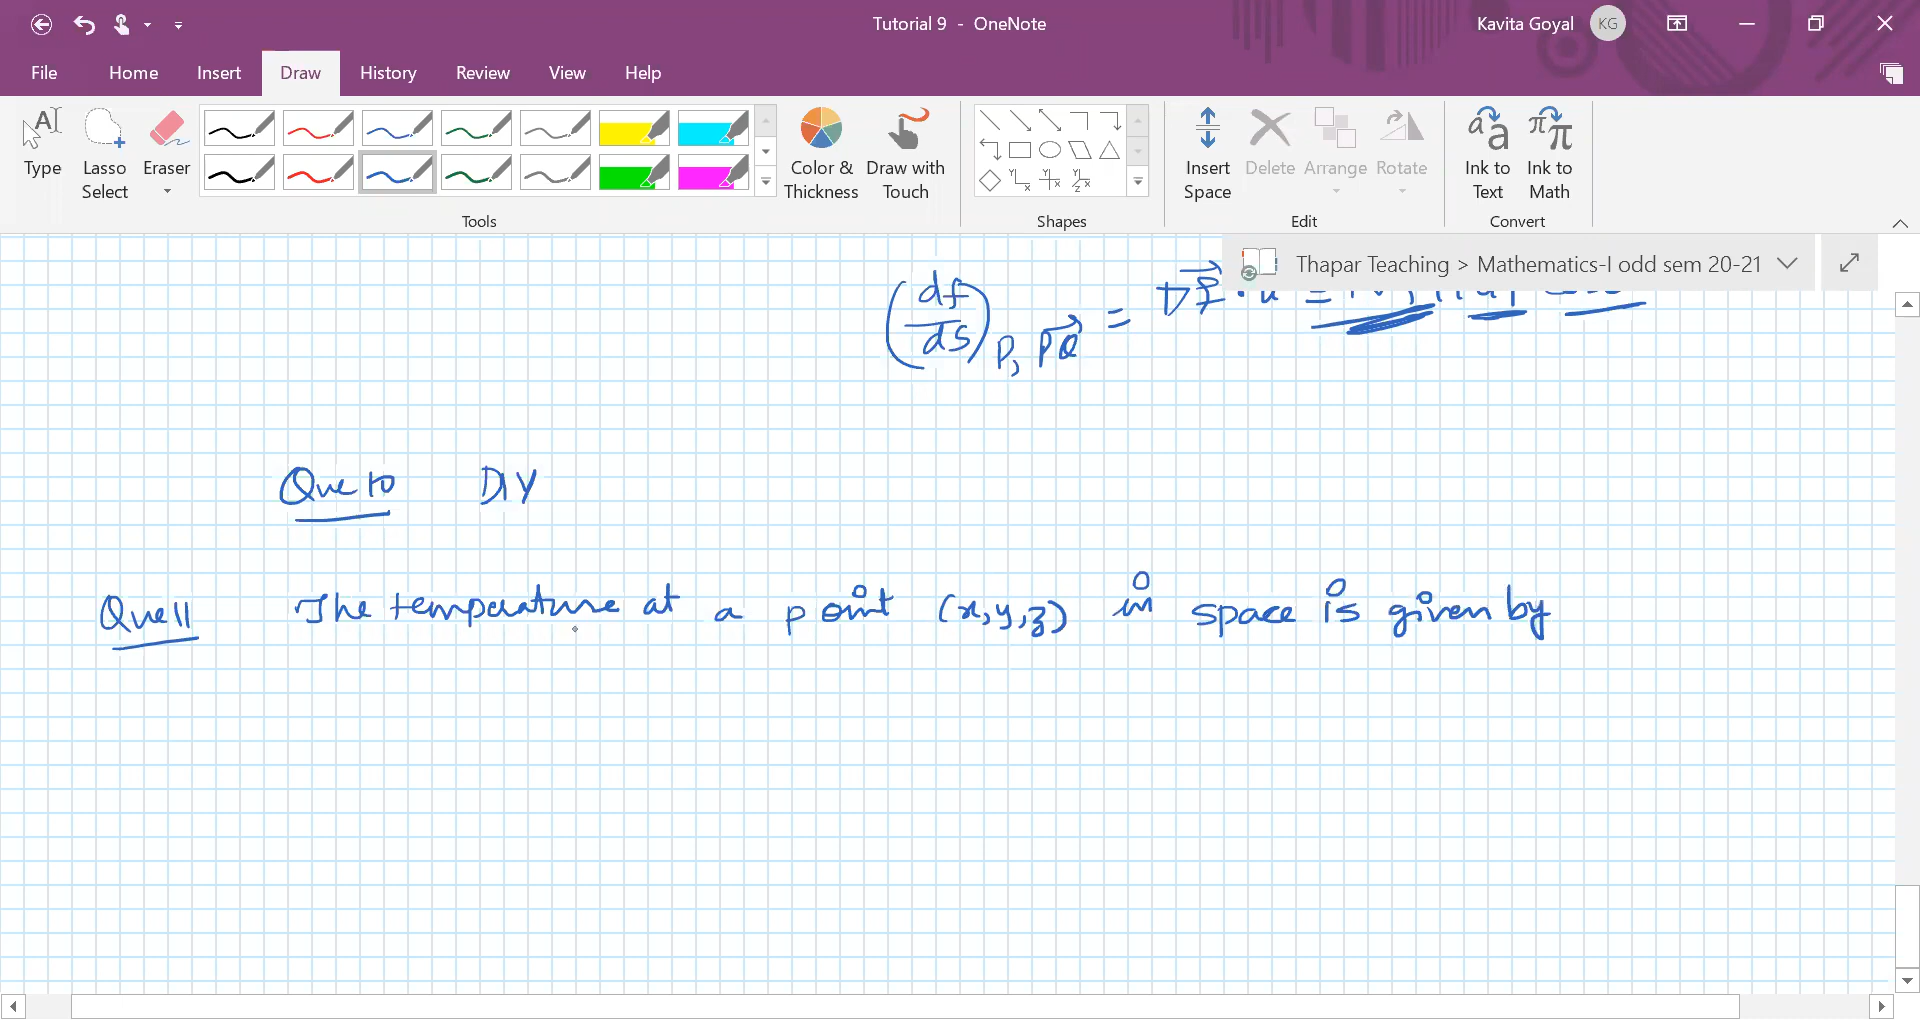 Tutorial 9 - OneNote
Kavita Goyal KG
File Home Insert Draw History Review View Help
Type Lasso Select Eraser Color & Thickness Draw with Touch Insert Space Delete Arrange Rotate Ink to Text Ink to Math
Tools Shapes Edit Convert
Thapar Teaching > Mathematics-I odd sem 20-21
(df/ds) P, PQ =
Que 10 DIY
Que 11 The temperature at a point (x,y,z) in space is given by